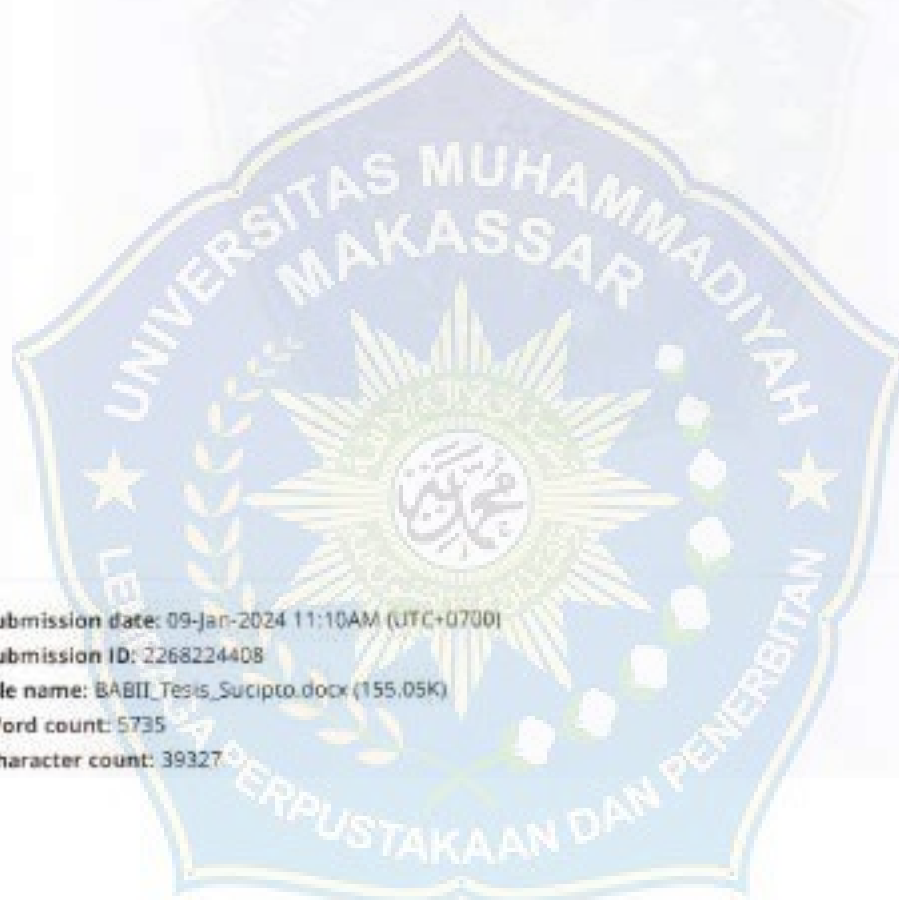 UNIVERSITAS MUHAMMADIYAH
MAKASSAR
محمد
ubmission date: 09-Jan-2024 11:10AM (UTC+0700)
ubmission ID: 2268224408
le name: BABII_Tesis_Sucipto.docx (155.05K)
ord count: 5735
haracter count: 39327
PERPUSTAKAAN DAN PENERBITAN